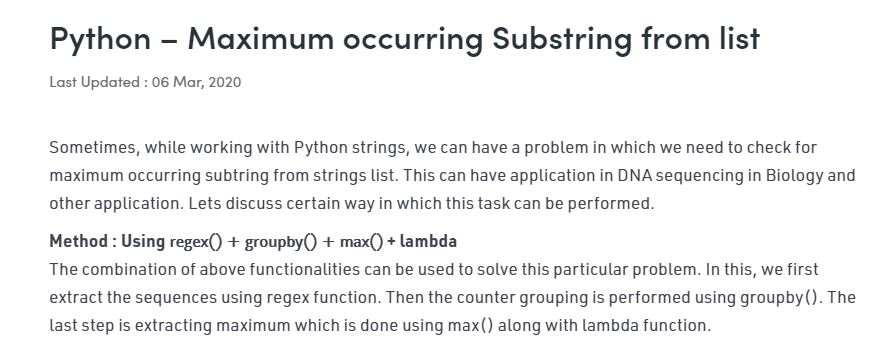 Python – Maximum occurring Substring from list
Last Updated : 06 Mar, 2020
Sometimes, while working with Python strings, we can have a problem in which we need to check for
maximum occurring subtring from strings list. This can have application in DNA sequencing in Biology and
other application. Lets discuss certain way in which this task can be performed.
Method : Using regex() + groupby() + max() + lambda
The combination of above functionalities can be used to solve this particular problem. In this, we first
extract the sequences using regex function. Then the counter grouping is performed using groupby(). The
last step is extracting maximum which is done using max() along with lambda function.